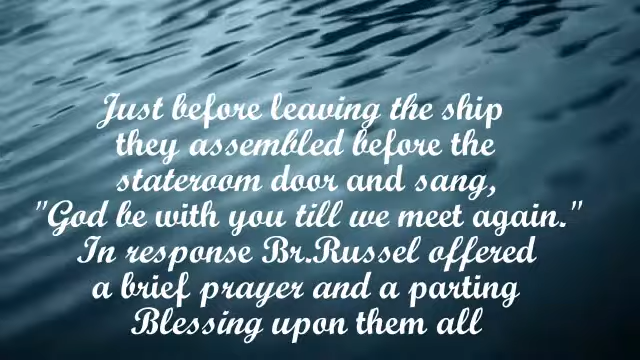 Just before leaving the ship
they assembled before the
stateroom door and sang,
"God be with you till we meet again."
In response Br.Russel offered
a brief prayer and a parting
Blessing upon them all